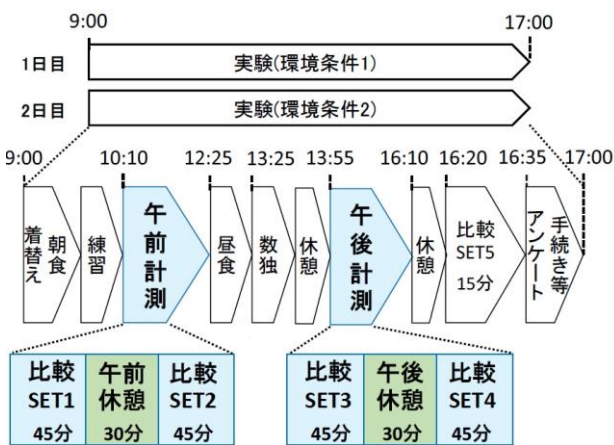 9:00 17:00
1日目 実験(環境条件1)
2日目 実験(環境条件2)
9:00 10:10 12:25 13:25 13:55 16:10 16:20 16:35 17:00
朝食
着替え
練習
午前計測
昼食
数独
休憩
午後計測
休憩
比較
SET5
15分
手続き等
アンケート
比較
SET1
45分
午前
休憩
30分
比較
SET2
45分
比較
SET3
45分
午後
休憩
30分
比較
SET4
45分